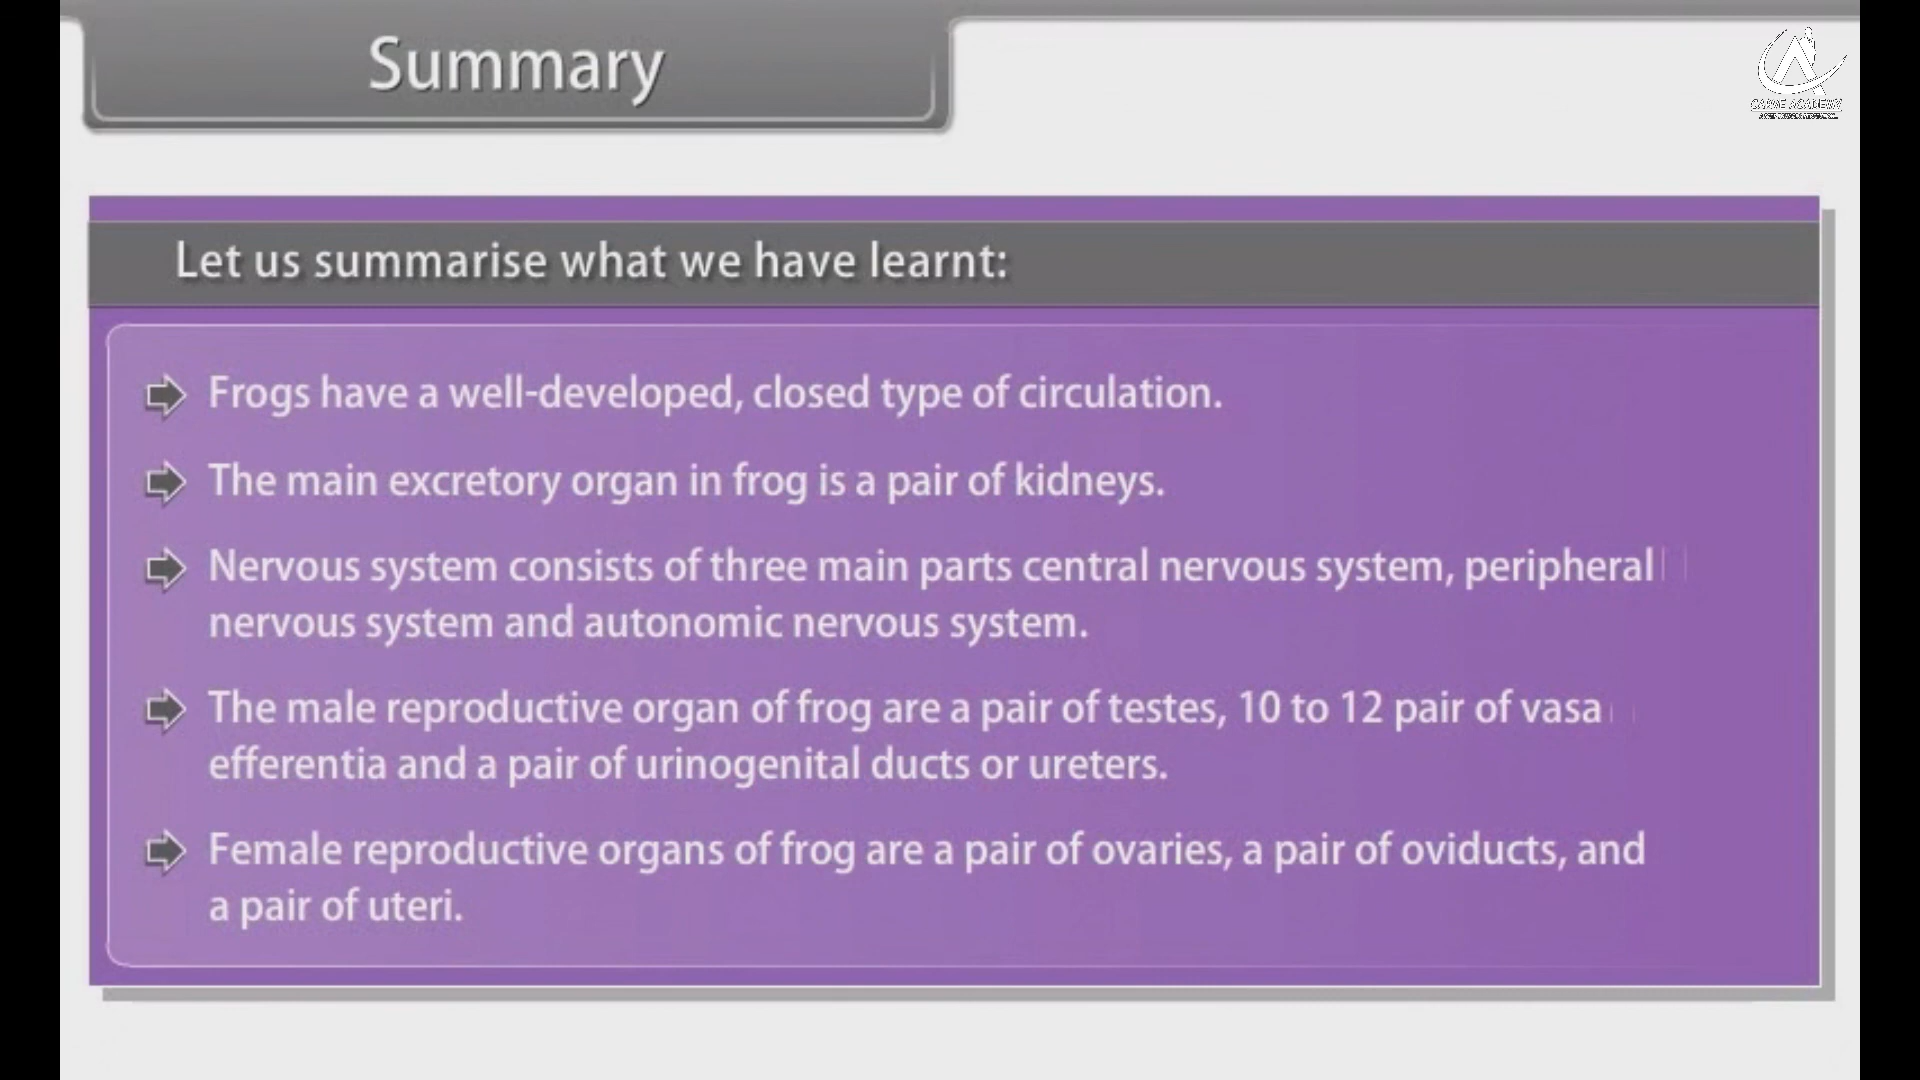 Summary
CARVE ACADEMY
Let us summarise what we have learnt:
Frogs have a well-developed, closed type of circulation.
The main excretory organ in frog is a pair of kidneys.
Nervous system consists of three main parts central nervous system, peripheral
nervous system and autonomic nervous system.
The male reproductive organ of frog are a pair of testes, 10 to 12 pair of vasa
efferentia and a pair of urinogenital ducts or ureters.
Female reproductive organs of frog are a pair of ovaries, a pair of oviducts, and
a pair of uteri.